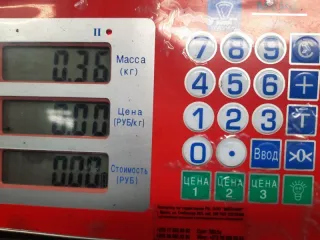 II
0.36
Масса
(кг)
0.00
Цена
(РУБ/кг)
0.00
Стоимость
(РУБ)
7 8 9 C
4 5 6 +
1 2 3 T
0 . Ввод >0<
ЦЕНА 1 ЦЕНА 2 ЦЕНА 3